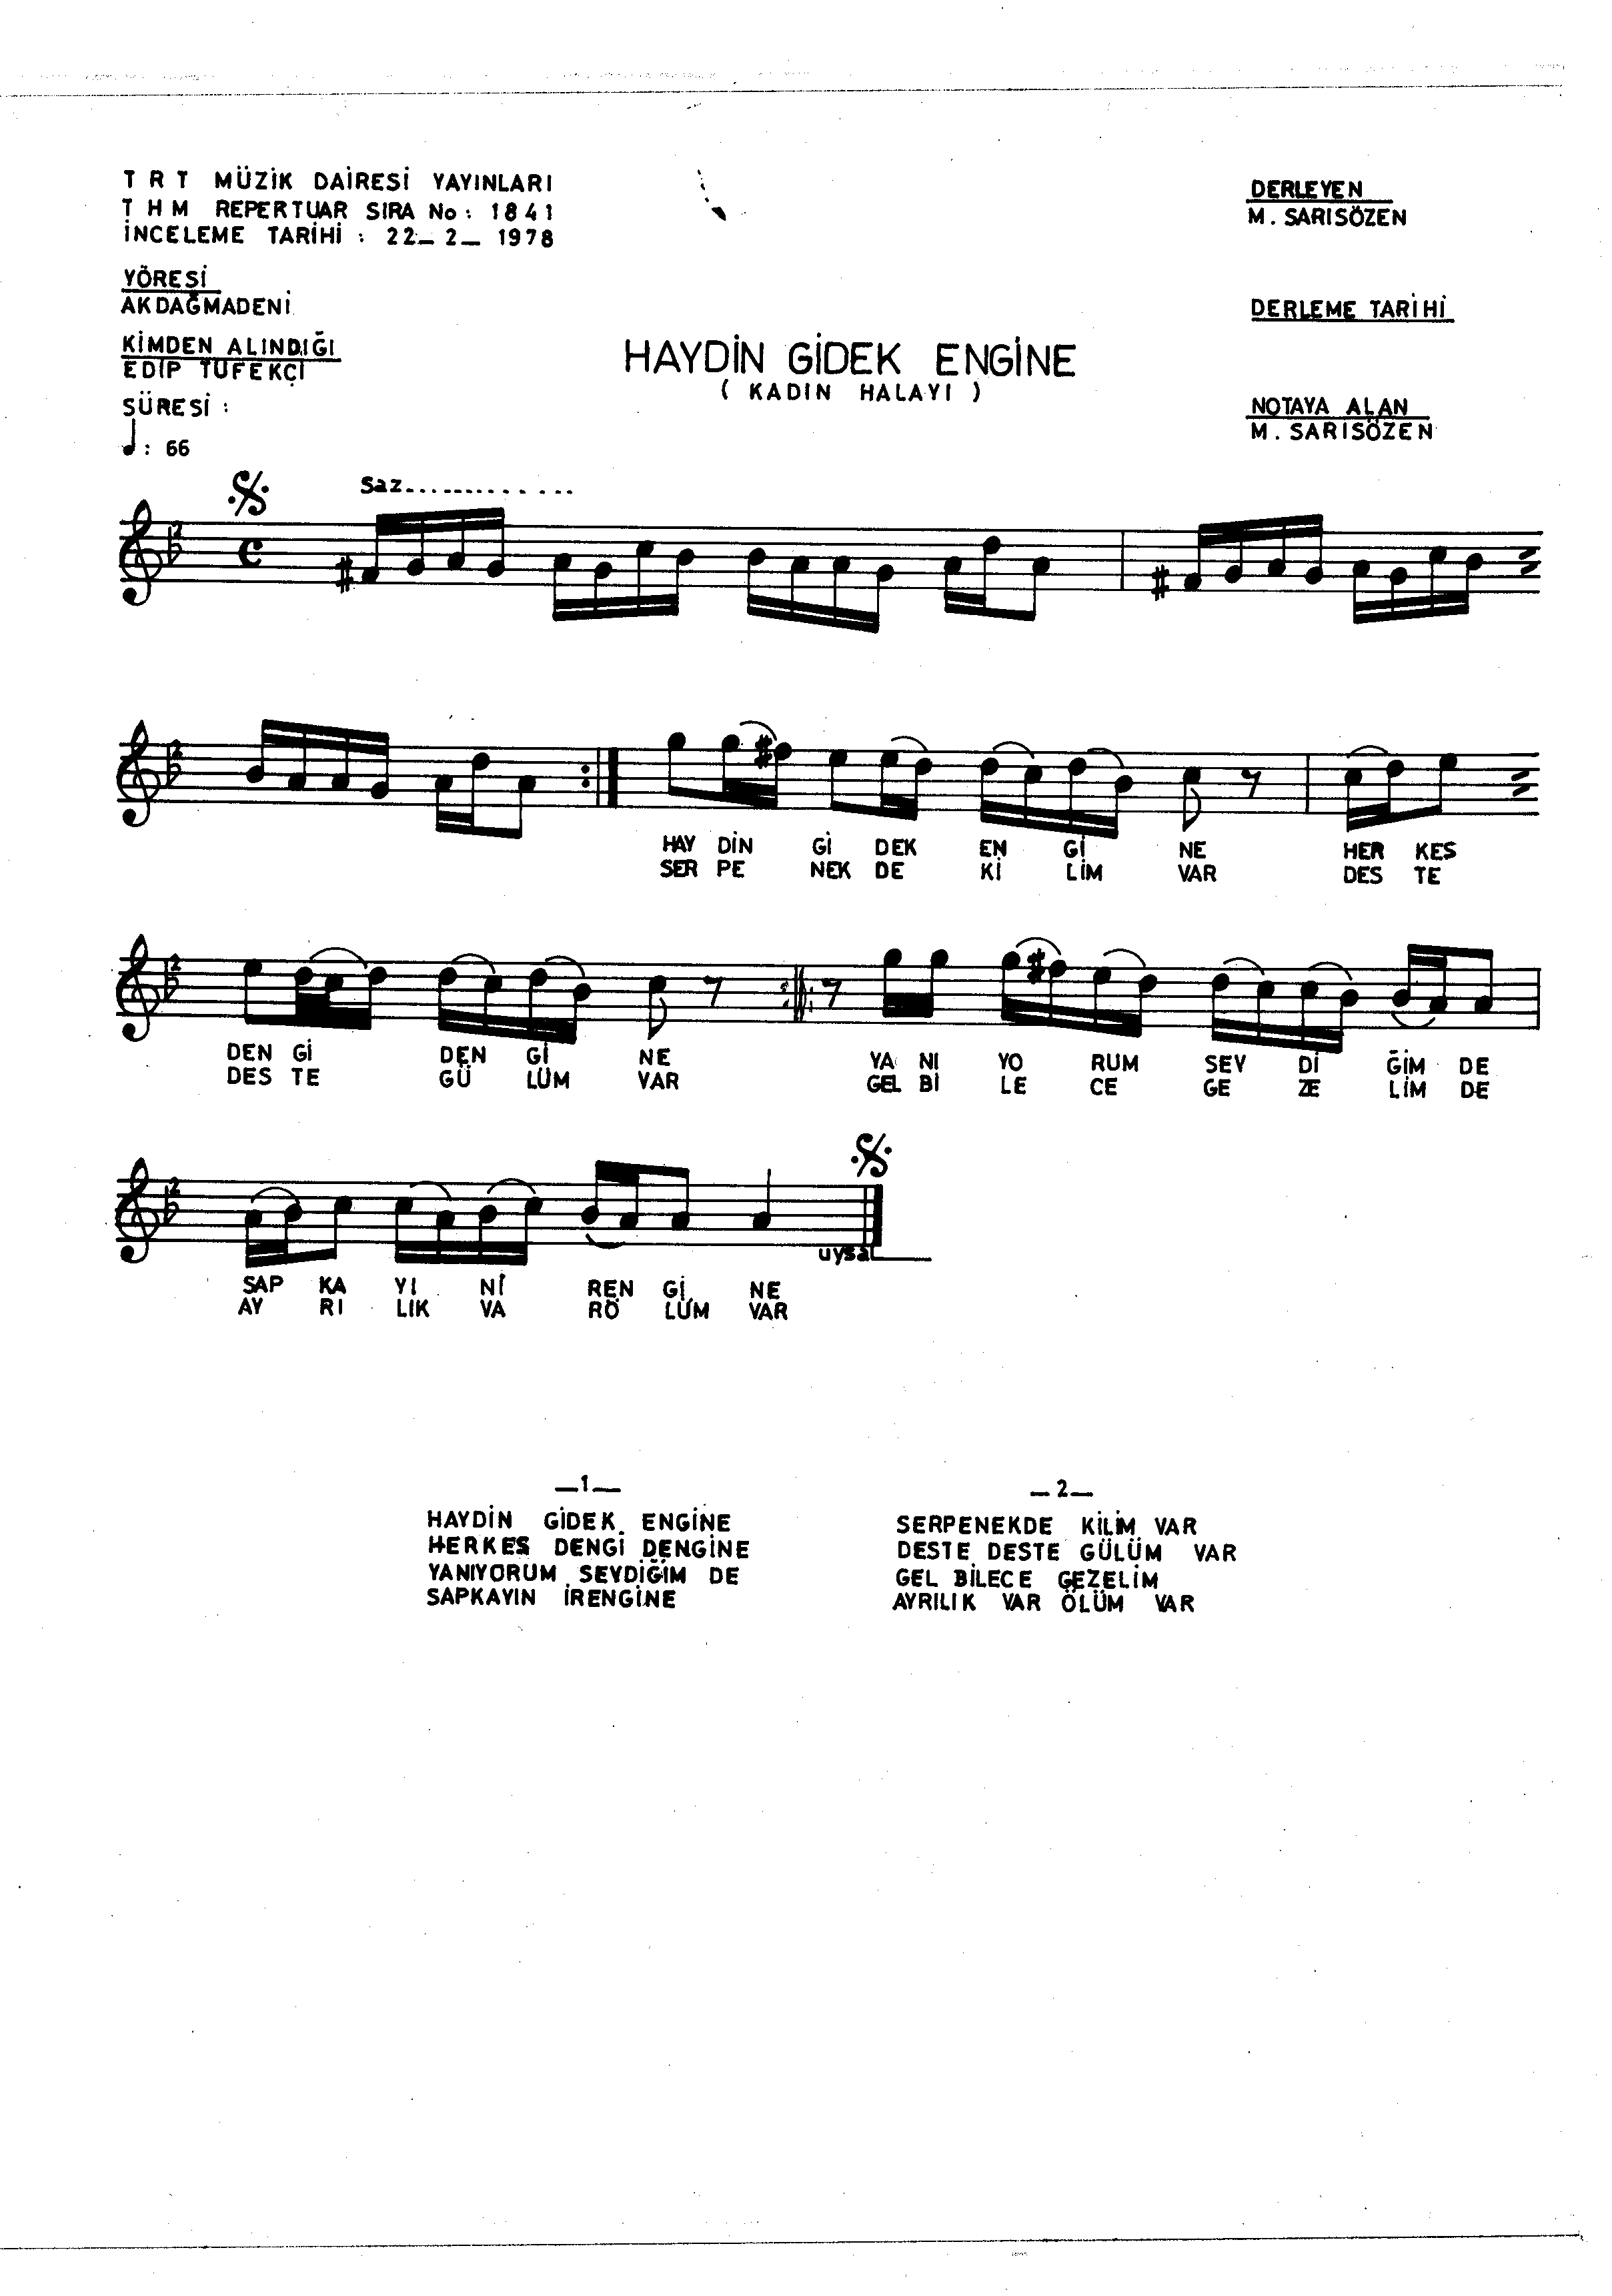 T R T MÜZİK DAİRESİ YAYINLARI
T H M REPERTUAR SIRA No: 1841
İNCELEME TARİHİ : 22_ 2_ 1978
DERLEYEN
M. SARISÖZEN
YÖRESİ
AKDAĞMADENİ
DERLEME TARİHİ
KİMDEN ALINDIĞI
EDİP TÜFEKÇİ
HAYDİN GİDEK ENGİNE
( KADIN HALAYI )
SÜRESİ :
: 66
NOTAYA ALAN
M. SARISÖZEN
Saz.............
HAY DİN Gİ DEK EN Gİ NE HER KES
SER PE NEK DE Kİ LİM VAR DES TE
DEN Gİ DEN Gİ NE YA NI YO RUM SEV Dİ ĞİM DE
DES TE GÜ LÜM VAR GEL Bİ LE CE GE ZE LİM DE
uysal
SAP KA YI Nİ REN Gİ NE
AY RI LIK VA RÖ LÜM VAR
_1_
HAYDİN GİDEK ENGİNE
HERKES DENGİ DENGİNE
YANIYORUM SEVDİĞİM DE
SAPKAYIN İRENGİNE
_2_
SERPENEKDE KİLİM VAR
DESTE DESTE GÜLÜM VAR
GEL BİLECE GEZELİM
AYRILIK VAR ÖLÜM VAR